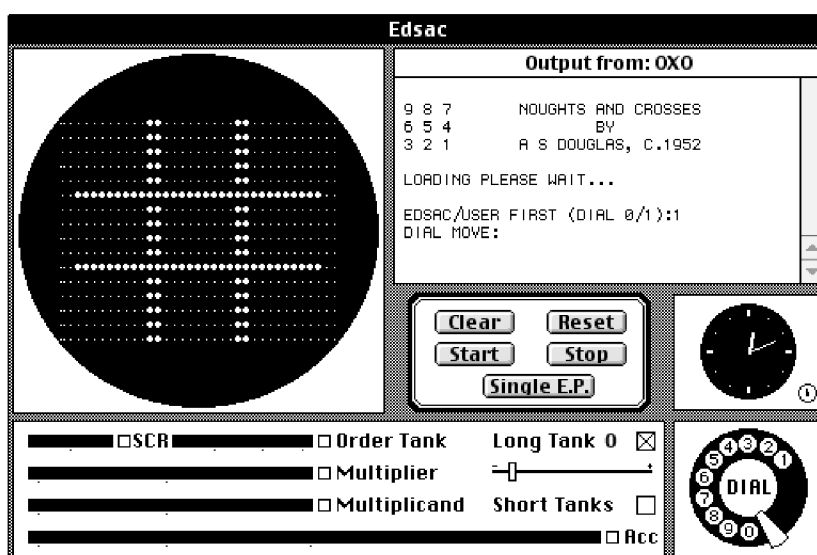 Edsac
Output from: OXO
9 8 7 NOUGHTS AND CROSSES
6 5 4 BY
3 2 1 A S DOUGLAS, C.1952
LOADING PLEASE WAIT...
EDSAC/USER FIRST (DIAL 0/1):1
DIAL MOVE:
Clear Reset
Start Stop
Single E.P.
SCR Order Tank Long Tank 0
Multiplier - +
Multiplicand Short Tanks
Acc
1 2 3 4 5 6 7 8 9 0
DIAL